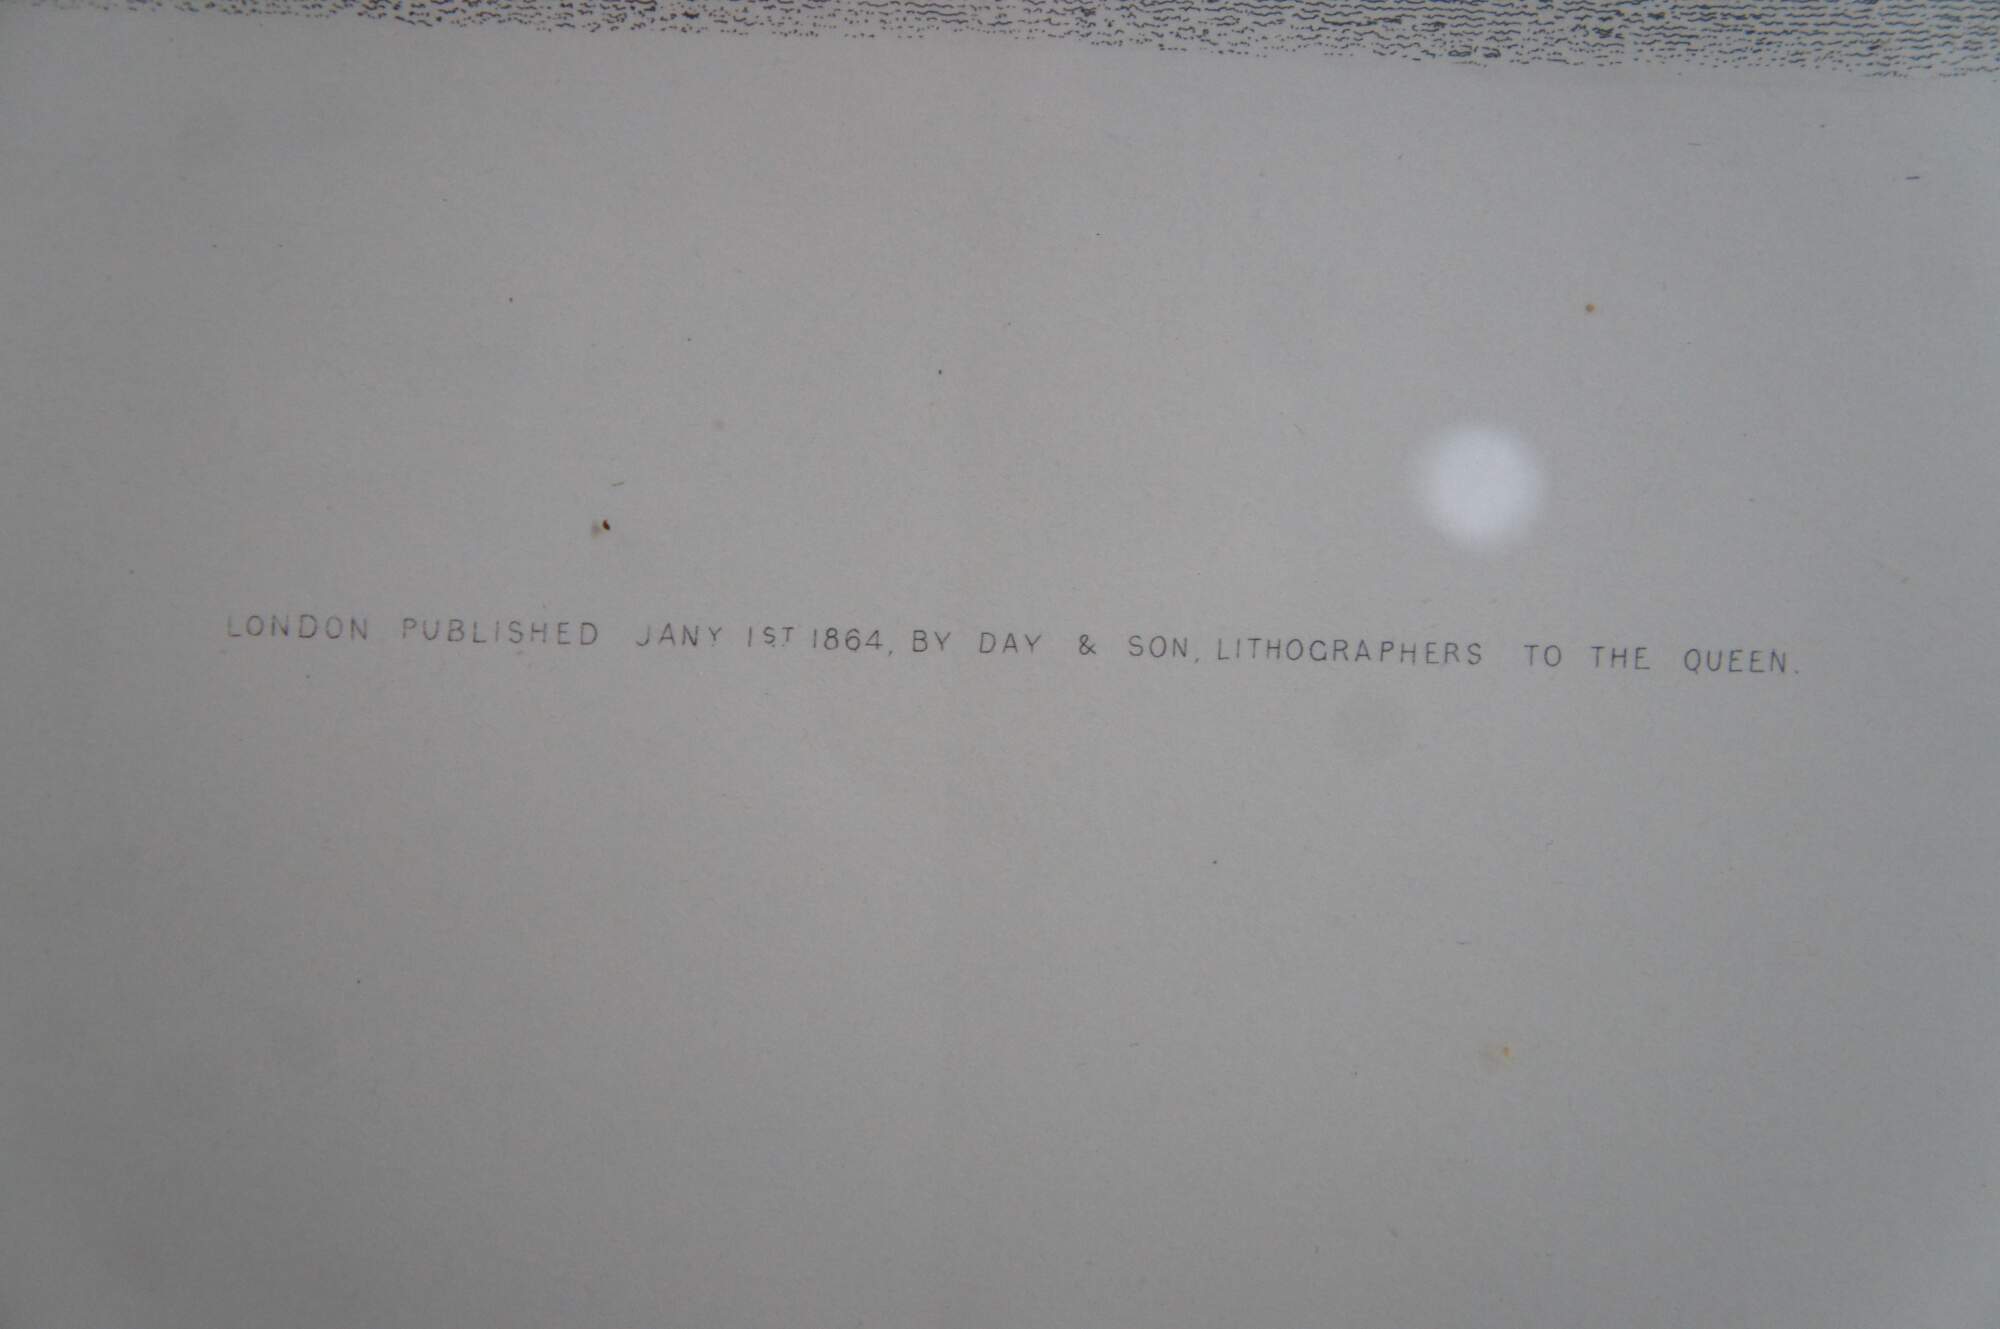 LONDON PUBLISHED JANY 1ST 1864, BY DAY & SON, LITHOGRAPHERS TO THE QUEEN.